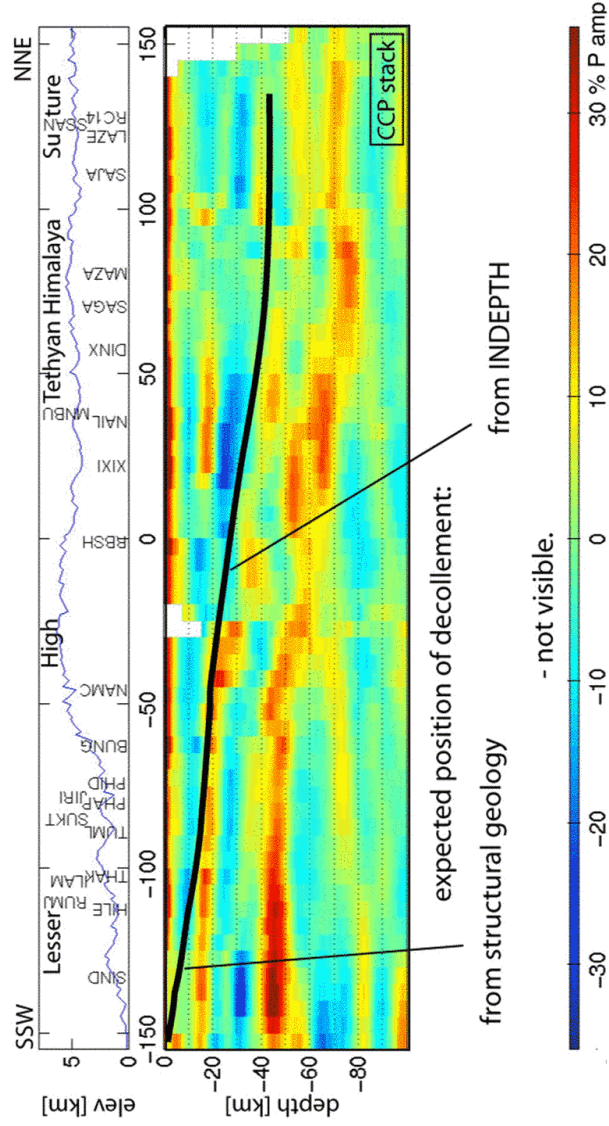 SSW
NNE
Lesser
High
Tethyan Himalaya
Suture
elev [km]
5
0
SIND
HILE
RUMJ
ILAM
THAK
TUML
SUKT
PHAP
JIRI
PHID
BUNG
NAMC
RBSH
XIXI
NAIL
MNBU
DINX
SAGA
MAZA
SAJA
LAZE
SSAN
RC14
-150
-100
-50
0
50
100
150
depth [km]
0
-20
-40
-60
-80
CCP stack
expected position of decollement:
from structural geology
from INDEPTH
- not visible.
-30
-20
-10
0
10
20
30 % P amp